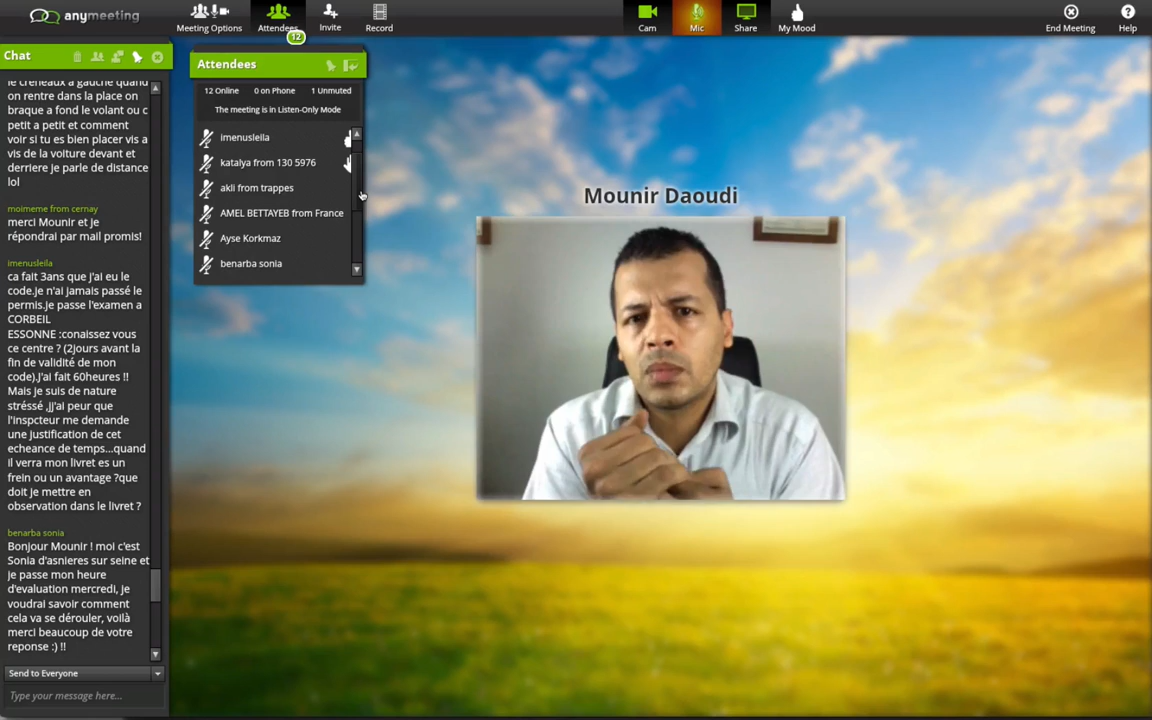 anymeeting
Meeting Options
Attendees
12
Invite
Record
Cam
Mic
Share
My Mood
End Meeting
Help
Chat
le creneaux a gauche quand
on rentre dans la place on
braque a fond le volant ou c
petit a petit et comment
voir si tu es bien placer vis a
vis de la voiture devant et
derriere je parle de distance
lol
moimeme from cernay
merci Mounir et je
répondrai par mail promis!
imenusleila
ca fait 3ans que j'ai eu le
code.je n'ai jamais passé le
permis.je passe l'examen a
CORBEIL
ESSONNE :conaissez vous
ce centre ? (2jours avant la
fin de validité de mon
code).J'ai fait 60heures !!
Mais je suis de nature
stréssé ,jj'ai peur que
l'inspcteur me demande
une justification de cet
echeance de temps...quand
il verra mon livret es un
frein ou un avantage ?que
doit je mettre en
observation dans le livret ?
benarba sonia
Bonjour Mounir ! moi c'est
Sonia d'asnieres sur seine et
je passe mon heure
d'evaluation mercredi, je
voudrai savoir comment
cela va se dérouler, voilà
merci beaucoup de votre
reponse :) !!
Send to Everyone
Type your message here...
Attendees
12 Online 0 on Phone 1 Unmuted
The meeting is in Listen-Only Mode
imenusleila
katalya from 130 5976
akli from trappes
AMEL BETTAYEB from France
Ayse Korkmaz
benarba sonia
Mounir Daoudi